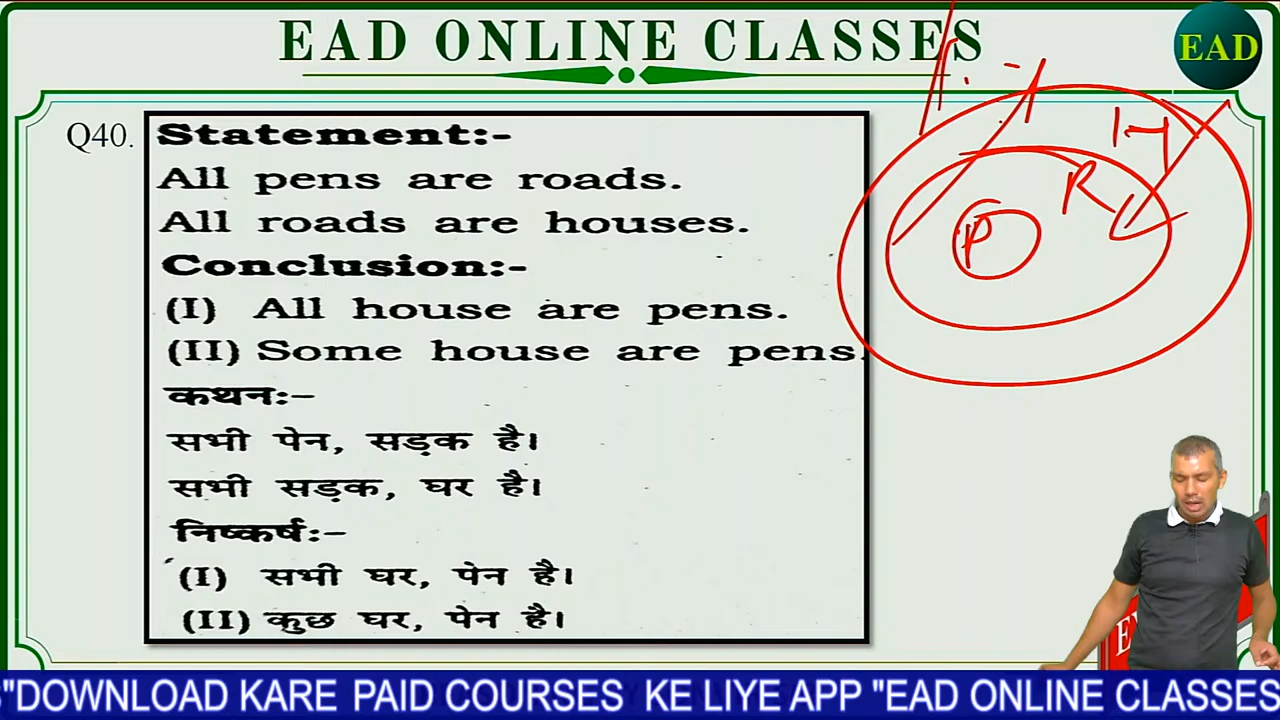 EAD ONLINE CLASSES
EAD
Q40. Statement:-
All pens are roads.
All roads are houses.
Conclusion:-
(I) All house are pens.
(II) Some house are pens.
कथनः-
सभी पेन, सड़क है।
सभी सड़क, घर है।
निष्कर्षः-
(I) सभी घर, पेन है।
(II) कुछ घर, पेन है।
P
R
H
"DOWNLOAD KARE PAID COURSES KE LIYE APP "EAD ONLINE CLASSES